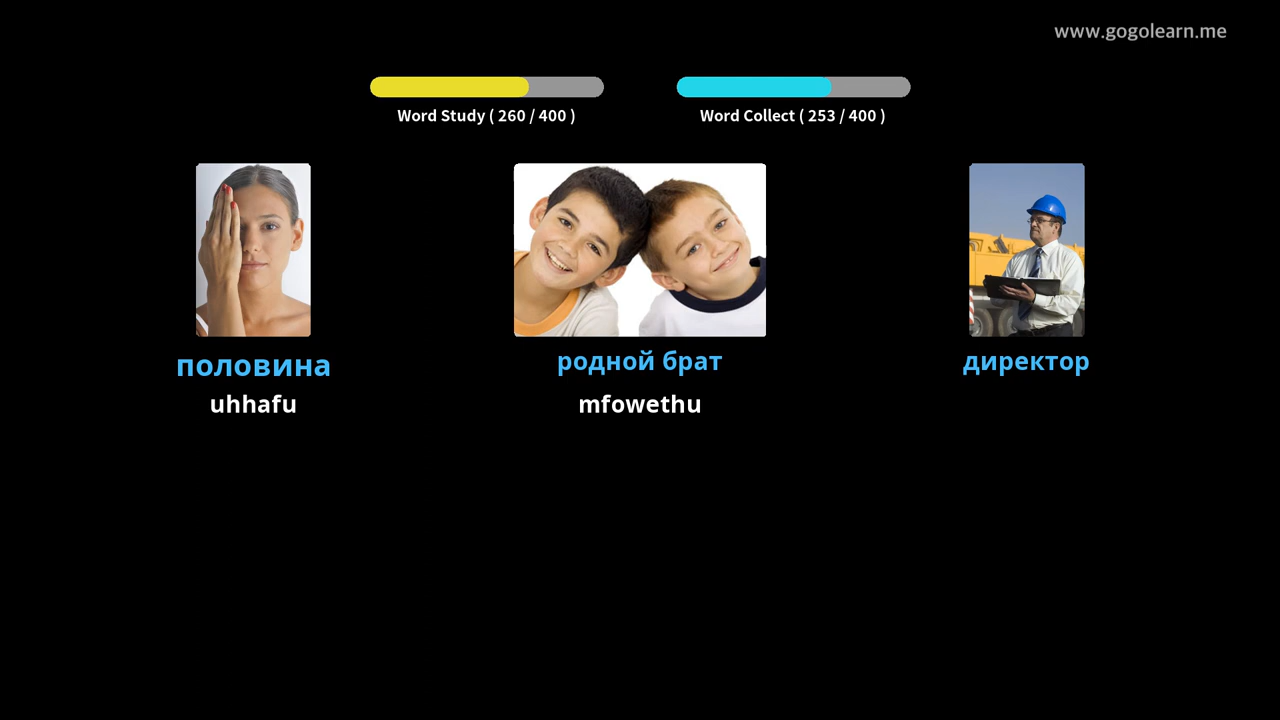 www.gogolearn.me
Word Study ( 260 / 400 )
Word Collect ( 253 / 400 )
половина
uhhafu
родной брат
mfowethu
директор